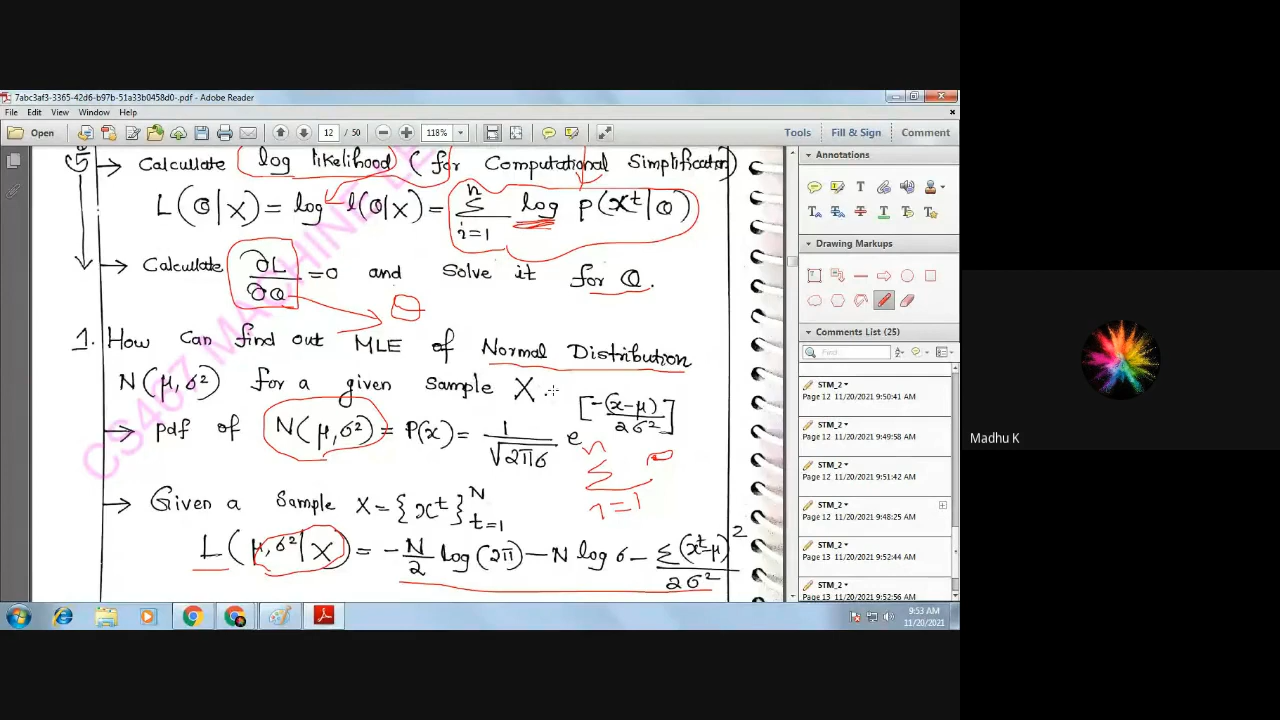 7abc3af3-3365-42d6-b97b-51a33b0458d0-.pdf - Adobe Reader
File Edit View Window Help
Open 12 / 50 118% Tools Fill & Sign Comment
→ Calculate log likelihood (for Computational Simplification)
L(θ|X) = log l(θ|X) = n Σ i=1 log p(x^t|θ)
→ Calculate ∂L/∂θ = 0 and solve it for θ.
θ
1. How Can find out MLE of Normal Distribution
N(μ, σ²) for a given Sample X.
→ pdf of N(μ, σ²) = P(x) = 1/√2πσ e^[-(x-μ)/2σ²]
n Σ i=1
→ Given a Sample X = {x^t}^N t=1
L(μ, σ²|X) = -N/2 log(2π) - N log σ - Σ(x^t-μ)²/2σ²
CS467 MACHINE LE
Annotations
T
T T T T T
Drawing Markups
Comments List (25)
Find
STM_2
Page 12 11/20/2021 9:50:41 AM
STM_2
Page 12 11/20/2021 9:49:58 AM
STM_2
Page 12 11/20/2021 9:51:42 AM
STM_2
Page 12 11/20/2021 9:48:25 AM
STM_2
Page 13 11/20/2021 9:52:44 AM
STM_2
Page 13 11/20/2021 9:52:56 AM
9:53 AM
11/20/2021
Madhu K